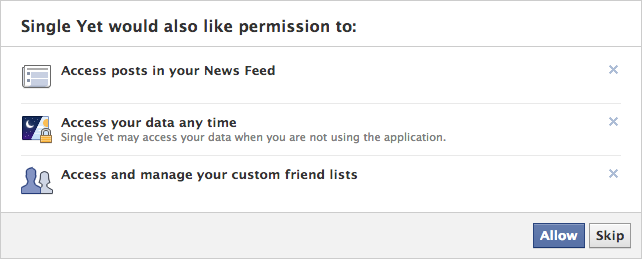 Single Yet would also like permission to:
Access posts in your News Feed
Access your data any time
Single Yet may access your data when you are not using the application.
Access and manage your custom friend lists
Allow Skip